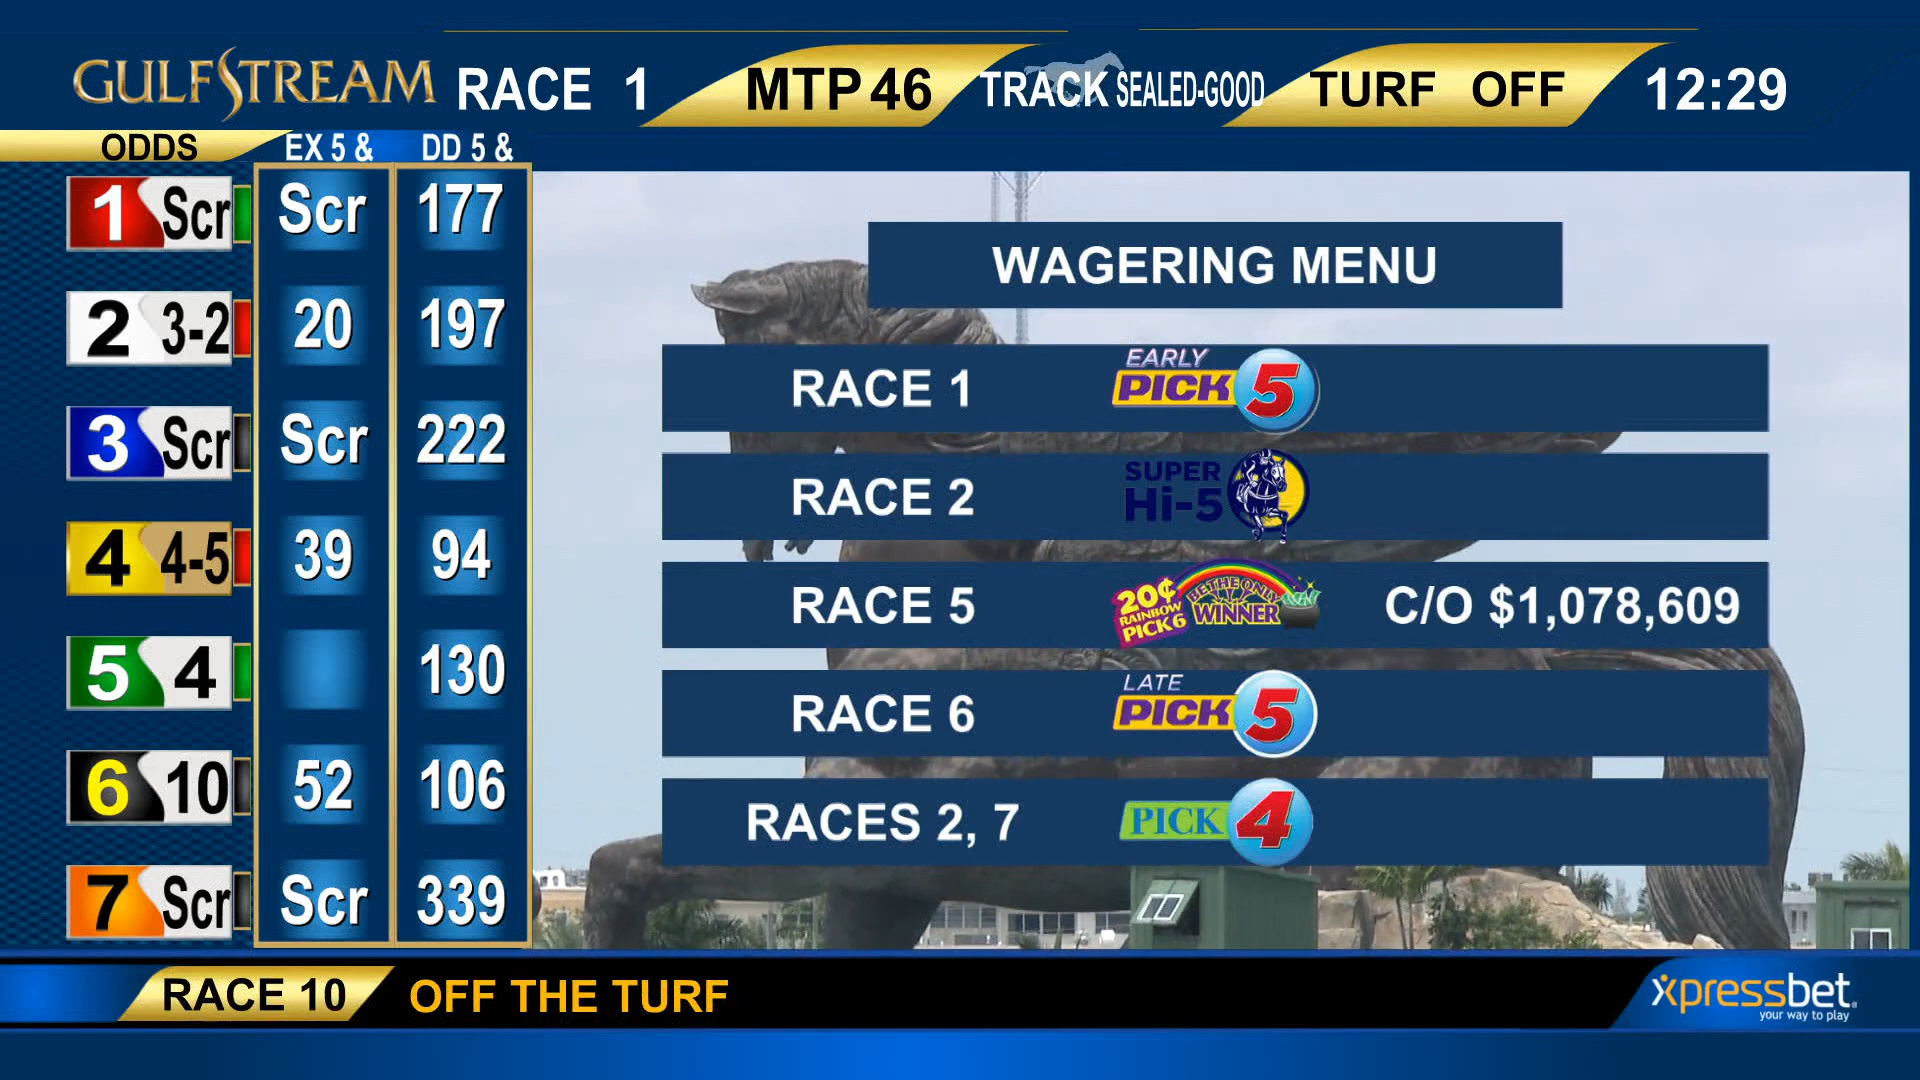 GULFSTREAM RACE 1 MTP 46 TRACK SEALED-GOOD TURF OFF 12:29
ODDS EX 5 & DD 5 &
1 Scr Scr 177
2 3-2 20 197
3 Scr Scr 222
4 4-5 39 94
5 4 130
6 10 52 106
7 Scr Scr 339
WAGERING MENU
RACE 1 EARLY PICK 5
RACE 2 SUPER Hi-5
RACE 5 20¢ RAINBOW PICK 6 BE THE ONLY WINNER C/O $1,078,609
RACE 6 LATE PICK 5
RACES 2, 7 PICK 4
RACE 10 OFF THE TURF
xpressbet.
your way to play